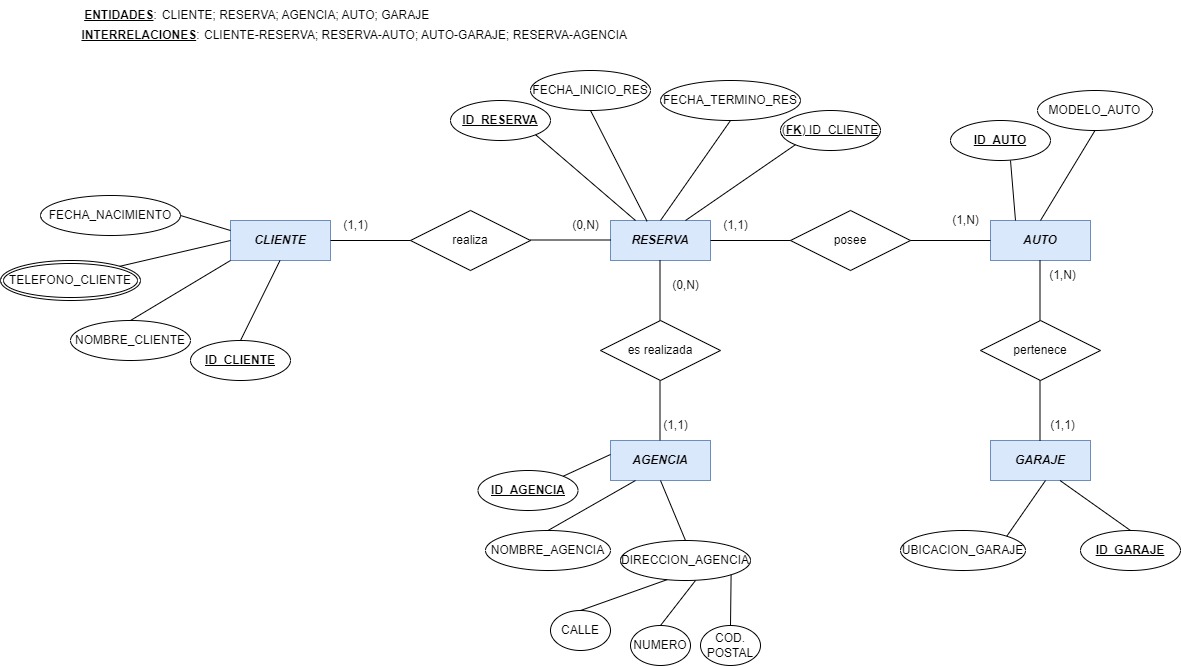 ENTIDADES: CLIENTE; RESERVA; AGENCIA; AUTO; GARAJE
INTERRELACIONES: CLIENTE-RESERVA; RESERVA-AUTO; AUTO-GARAJE; RESERVA-AGENCIA
FECHA_INICIO_RES
FECHA_TERMINO_RES
MODELO_AUTO
ID_RESERVA
(FK) ID_CLIENTE
ID_AUTO
FECHA_NACIMIENTO
(1,1)
(0,N)
(1,1)
(1,N)
CLIENTE
realiza
RESERVA
posee
AUTO
TELEFONO_CLIENTE
(0,N)
(1,N)
NOMBRE_CLIENTE
ID_CLIENTE
es realizada
pertenece
(1,1)
(1,1)
AGENCIA
GARAJE
ID_AGENCIA
NOMBRE_AGENCIA
DIRECCION_AGENCIA
UBICACION_GARAJE
ID_GARAJE
CALLE
NUMERO
COD.
POSTAL